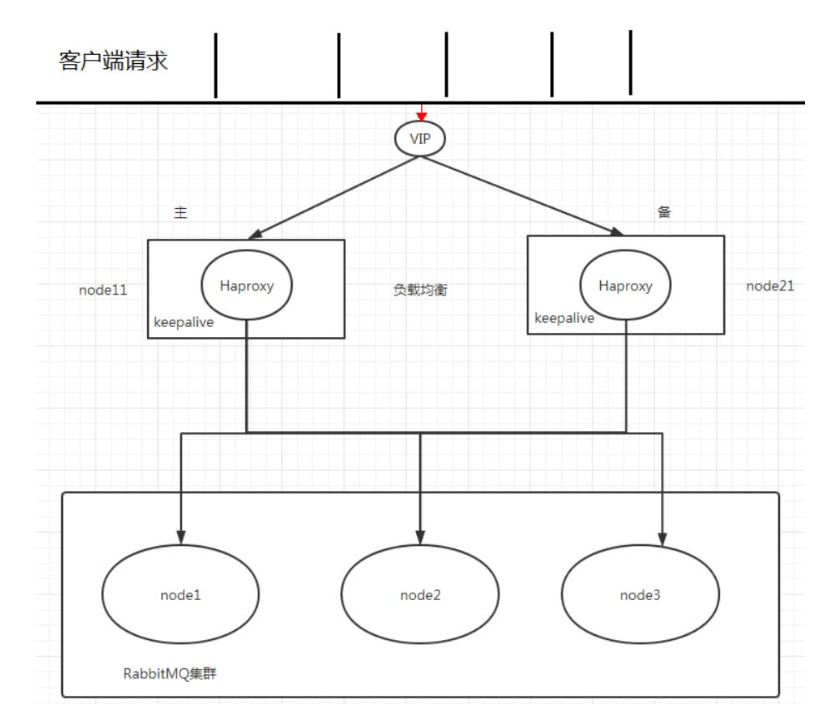 客户端请求
VIP
主
备
node11
Haproxy
keepalive
负载均衡
Haproxy
keepalive
node21
node1
node2
node3
RabbitMQ集群